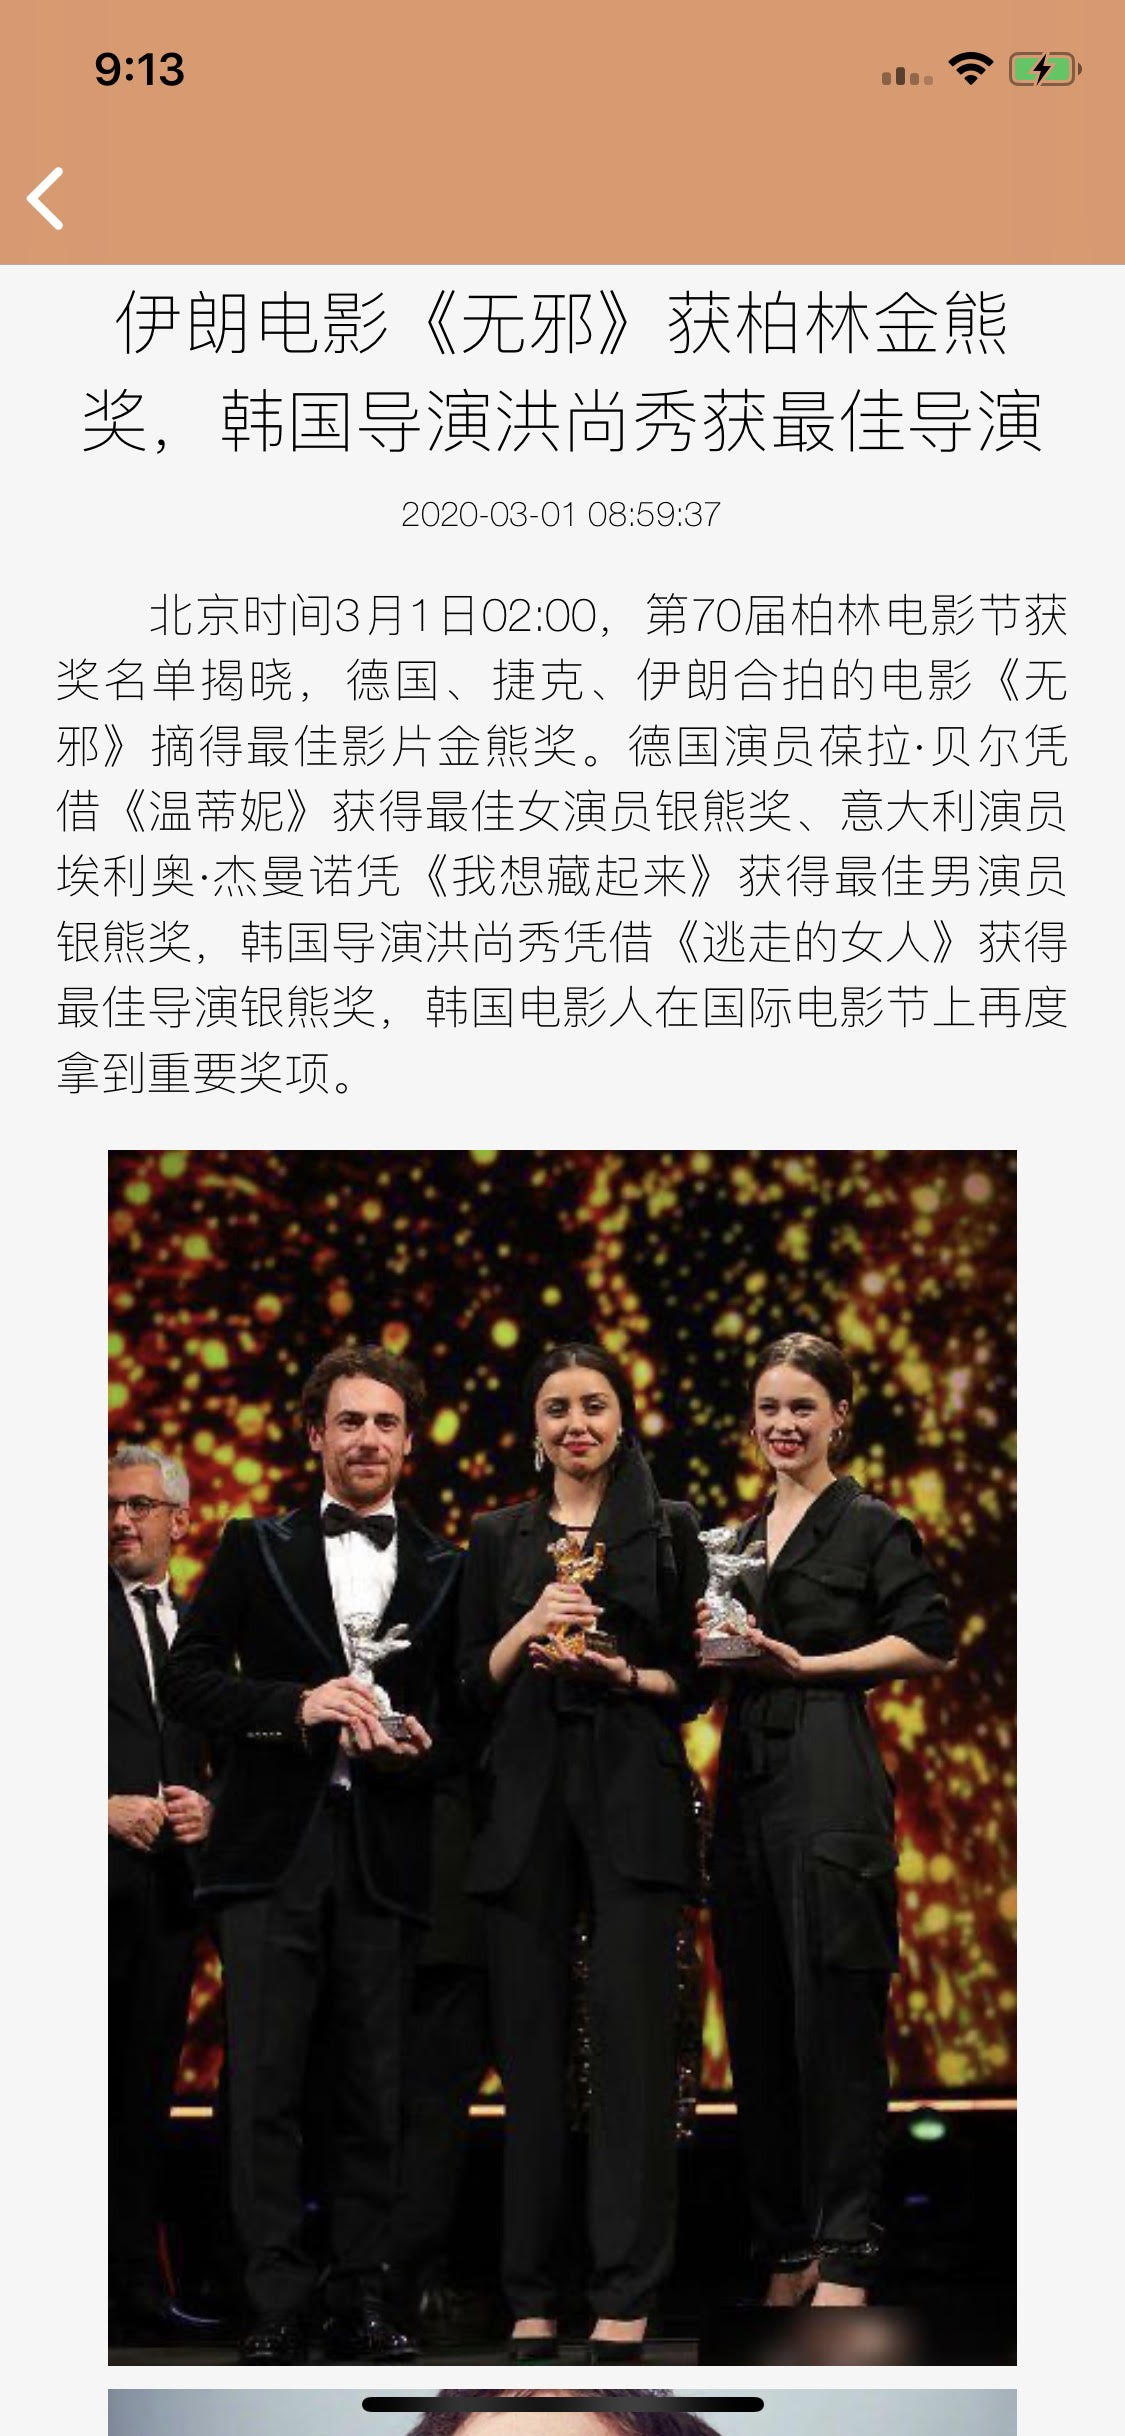 9:13
伊朗电影《无邪》获柏林金熊
奖，韩国导演洪尚秀获最佳导演
2020-03-01 08:59:37
北京时间3月1日02:00，第70届柏林电影节获
奖名单揭晓，德国、捷克、伊朗合拍的电影《无
邪》摘得最佳影片金熊奖。德国演员葆拉·贝尔凭
借《温蒂妮》获得最佳女演员银熊奖、意大利演员
埃利奥·杰曼诺凭《我想藏起来》获得最佳男演员
银熊奖，韩国导演洪尚秀凭借《逃走的女人》获得
最佳导演银熊奖，韩国电影人在国际电影节上再度
拿到重要奖项。